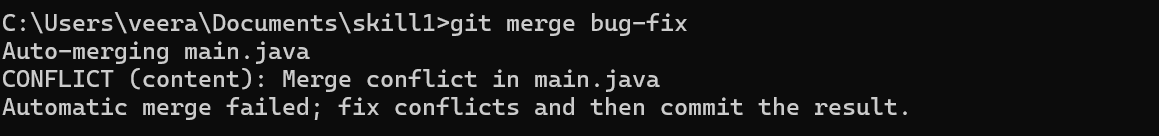 C:\Users\veera\Documents\skill1>git merge bug-fix
Auto-merging main.java
CONFLICT (content): Merge conflict in main.java
Automatic merge failed; fix conflicts and then commit the result.